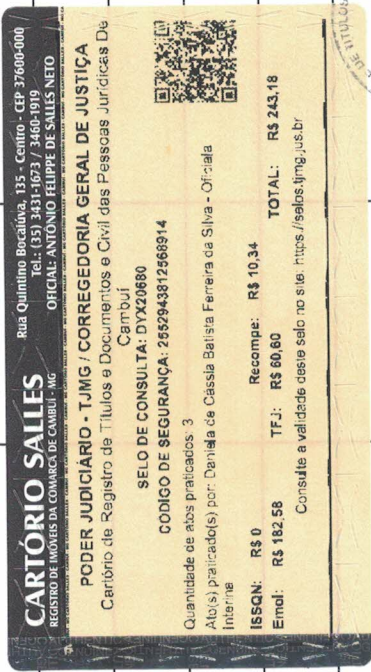 CARTÓRIO SALLES
REGISTRO DE IMÓVEIS DA COMARCA DE CAMBUÍ - MG
Rua Quintino Bocaiúva, 135 - Centro - CEP 37600-000
Tel.: (35) 3431-1673 / 3460-1919
OFICIAL: ANTÔNIO FELIPPE DE SALLES NETO
PODER JUDICIÁRIO - TJMG / CORREGEDORIA GERAL DE JUSTIÇA
Cartório de Registro de Títulos e Documentos e Civil das Pessoas Jurídicas De
Cambuí
SELO DE CONSULTA: DYX20680
CÓDIGO DE SEGURANÇA: 2552943812568914
Quantidade de atos praticados: 3
Ato(s) praticado(s) por: Daniela de Cassia Batista Ferreira da Silva - Oficiala
Interina
ISSQN: R$ 0 Recompe: R$ 10,34
Emol: R$ 182,58 TFJ: R$ 60,60 TOTAL: R$ 243,18
Consulte a validade deste selo no site: https://selos.tjmg.jus.br
DE TÍTULOS